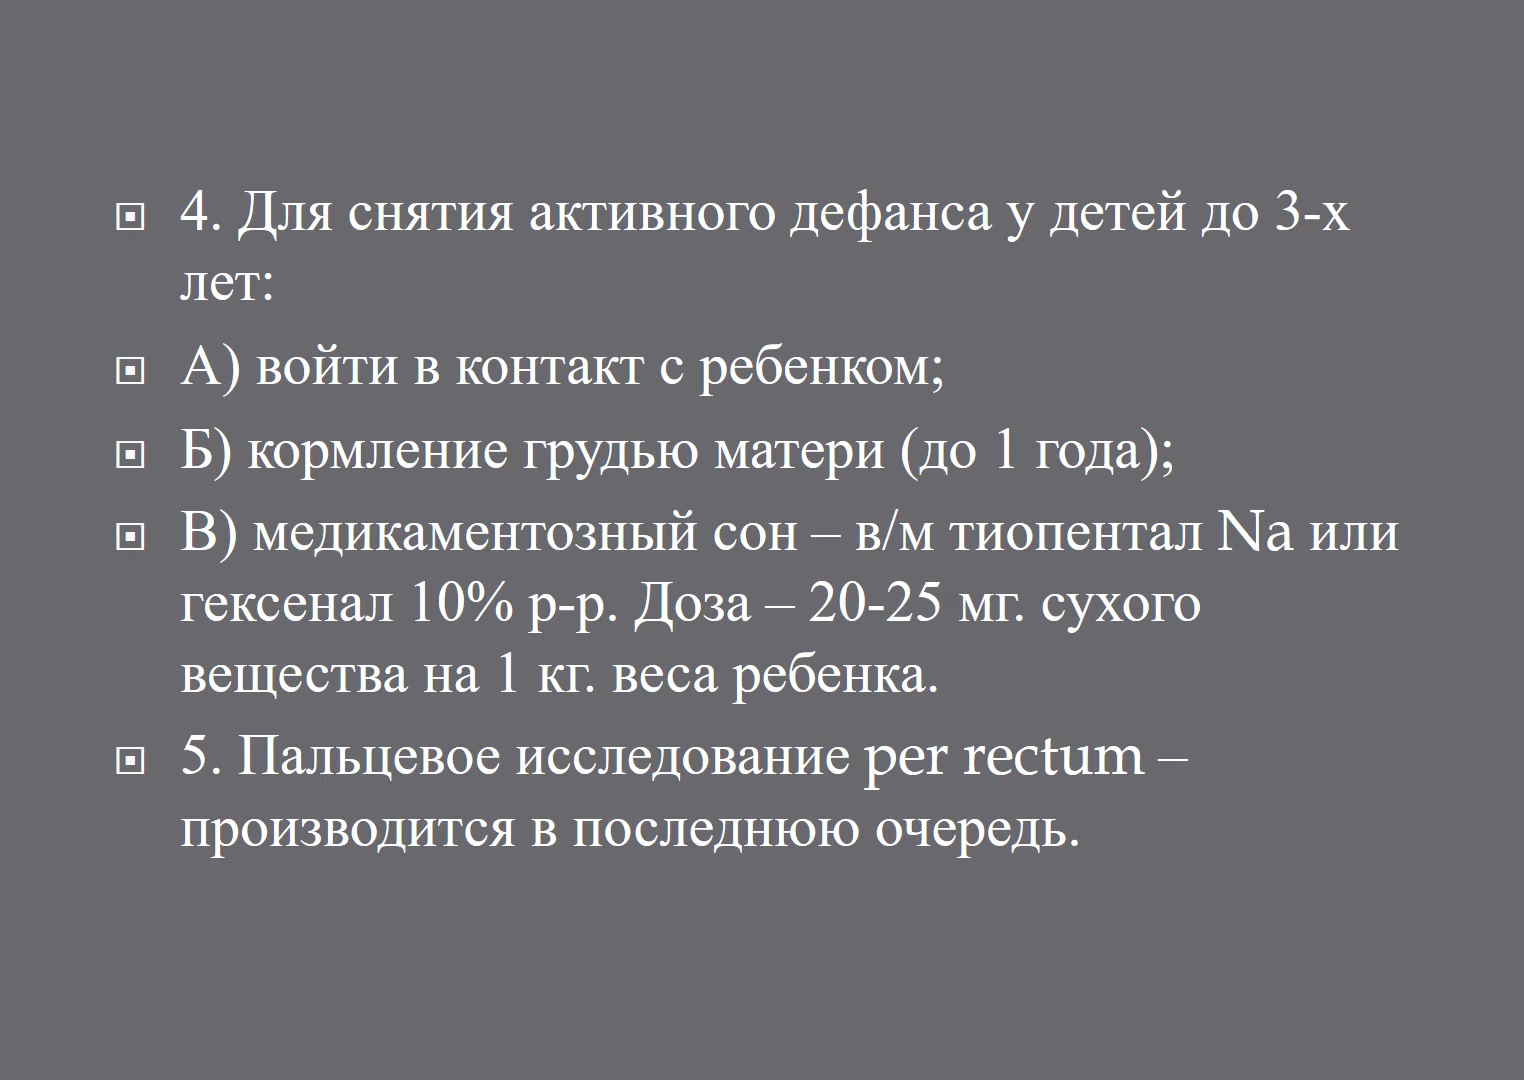 4. Для снятия активного дефанса у детей до 3-х
лет:
А) войти в контакт с ребенком;
Б) кормление грудью матери (до 1 года);
В) медикаментозный сон – в/м тиопентал Na или
гексенал 10% р-р. Доза – 20-25 мг. сухого
вещества на 1 кг. веса ребенка.
5. Пальцевое исследование per rectum –
производится в последнюю очередь.